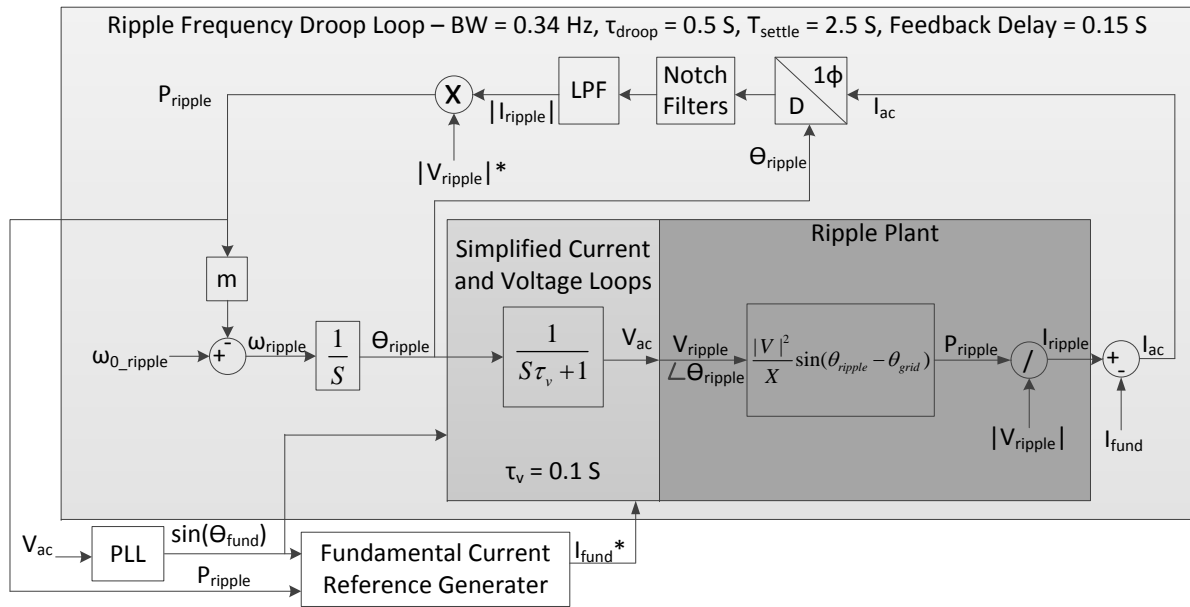 Ripple Frequency Droop Loop – BW = 0.34 Hz, τdroop = 0.5 S, Tsettle = 2.5 S, Feedback Delay = 0.15 S
Pripple
X
|Iripple|
LPF
Notch
Filters
1ϕ
D
Iac
|Vripple|*
Θripple
m
ω0_ripple
+
-
ωripple
1
S
Θripple
Simplified Current
and Voltage Loops
1
Sτv + 1
Vac
τv = 0.1 S
Ripple Plant
Vripple
∠Θripple
|V|²
X
sin(θripple − θgrid)
Pripple
/
|Vripple|
Iripple
+
-
Iac
Ifund
Vac
PLL
sin(Θfund)
Pripple
Fundamental Current
Reference Generater
Ifund*